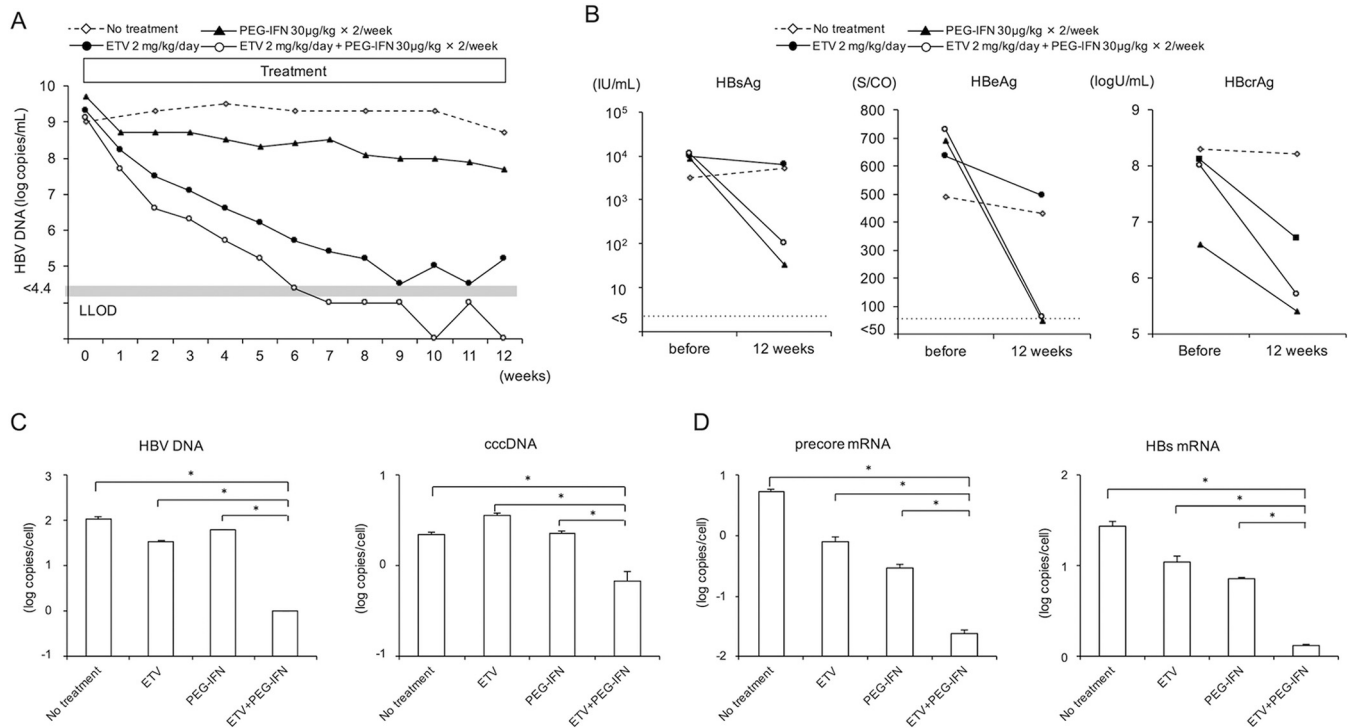 A
No treatment
PEG-IFN 30µg/kg × 2/week
ETV 2 mg/kg/day
ETV 2 mg/kg/day + PEG-IFN 30µg/kg × 2/week
Treatment
HBV DNA (log copies/mL)
10
9
8
7
6
5
<4.4
LLOD
0 1 2 3 4 5 6 7 8 9 10 11 12
(weeks)
B
No treatment
PEG-IFN 30µg/kg × 2/week
ETV 2 mg/kg/day
ETV 2 mg/kg/day + PEG-IFN 30µg/kg × 2/week
(IU/mL)
HBsAg
10⁵
10⁴
10³
10²
10
<5
before 12 weeks
(S/CO)
HBeAg
800
700
600
500
400
300
200
100
<50
before 12 weeks
(logU/mL)
HBcrAg
9
8
7
6
5
Before 12 weeks
C
HBV DNA
(log copies/cell)
3
2
1
0
-1
*
*
*
No treatment
ETV
PEG-IFN
ETV+PEG-IFN
cccDNA
(log copies/cell)
1
0
-1
*
*
*
No treatment
ETV
PEG-IFN
ETV+PEG-IFN
D
precore mRNA
(log copies/cell)
1
0
-1
-2
*
*
*
No treatment
ETV
PEG-IFN
ETV+PEG-IFN
HBs mRNA
(log copies/cell)
2
1
0
*
*
*
No treatment
ETV
PEG-IFN
ETV+PEG-IFN